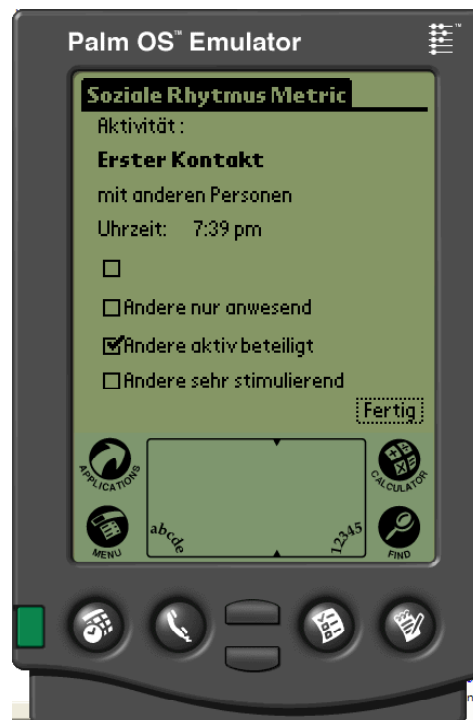 Palm OS™ Emulator
Soziale Rhytmus Metric
Aktivität:
Erster Kontakt
mit anderen Personen
Uhrzeit: 7:39 pm
Andere nur anwesend
Andere aktiv beteiligt
Andere sehr stimulierend
Fertig
APPLICATIONS
CALCULATOR
MENU
abcde
12345
FIND